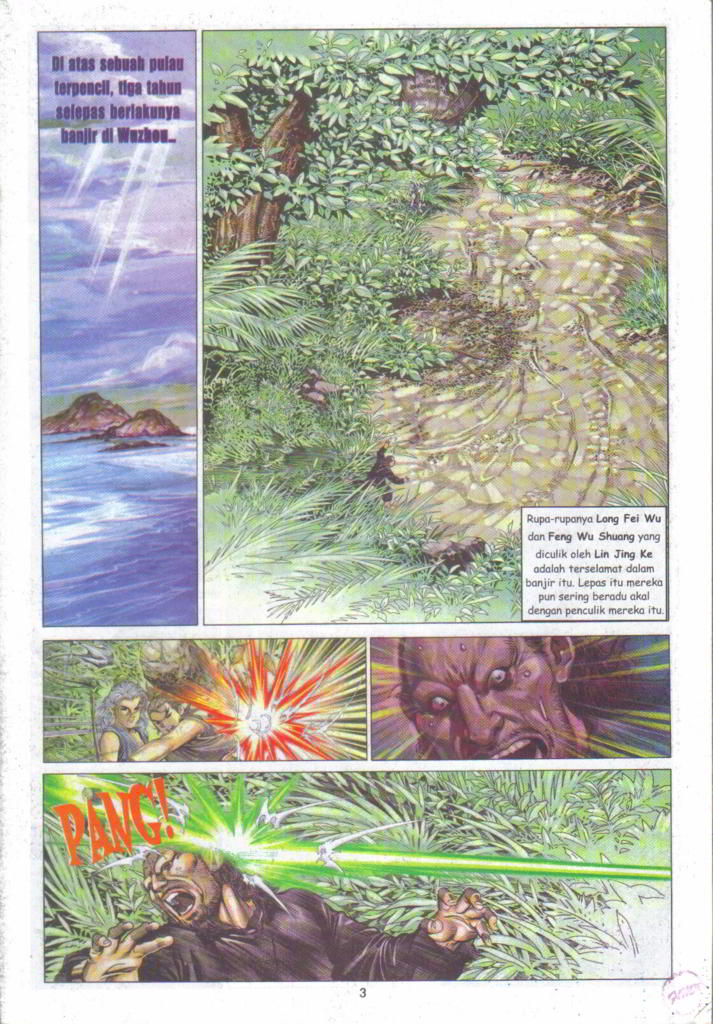 Di atas sebuah pulau
terpencil, tiga tahun
selepas berlakunya
banjir di Wuzhou...
Rupa-rupanya Long Fei Wu
dan Feng Wu Shuang yang
diculik oleh Lin Jing Ke
adalah terselamat dalam
banjir itu. Lepas itu mereka
pun sering beradu akal
dengan penculik mereka itu.
PANG!
3